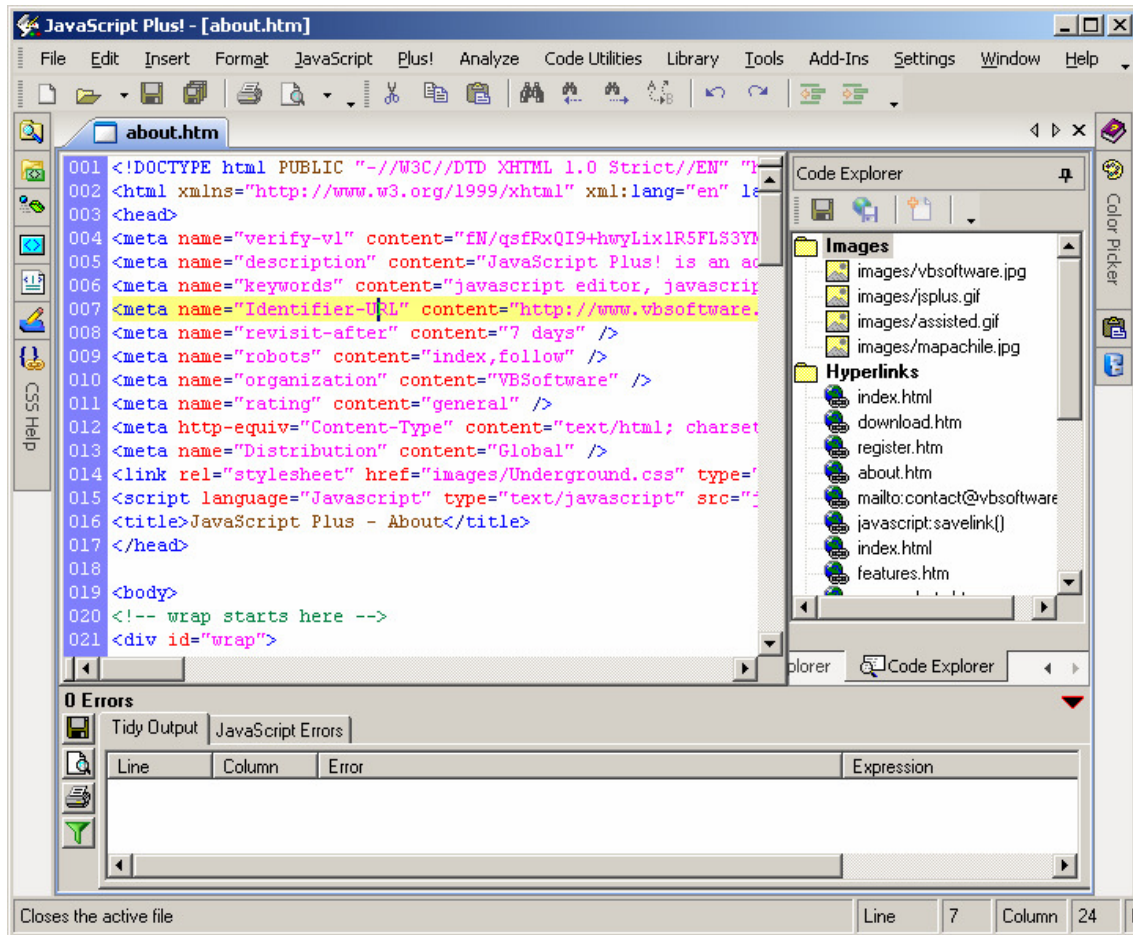 JavaScript Plus! - [about.htm]
File Edit Insert Format JavaScript Plus! Analyze Code Utilities Library Tools Add-Ins Settings Window Help
about.htm
001 <!DOCTYPE html PUBLIC "-//W3C//DTD XHTML 1.0 Strict//EN" "h
002 <html xmlns="http://www.w3.org/1999/xhtml" xml:lang="en" la
003 <head>
004 <meta name="verify-v1" content="fN/qsfRxQI9+hwyLix1R5FLS3YN
005 <meta name="description" content="JavaScript Plus! is an ad
006 <meta name="keywords" content="javascript editor, javascrip
007 <meta name="Identifier-URL" content="http://www.vbsoftware.
008 <meta name="revisit-after" content="7 days" />
009 <meta name="robots" content="index,follow" />
010 <meta name="organization" content="VBSoftware" />
011 <meta name="rating" content="general" />
012 <meta http-equiv="Content-Type" content="text/html; charset
013 <meta name="Distribution" content="Global" />
014 <link rel="stylesheet" href="images/Underground.css" type="
015 <script language="Javascript" type="text/javascript" src="j
016 <title>JavaScript Plus - About</title>
017 </head>
018
019 <body>
020 <!-- wrap starts here -->
021 <div id="wrap">
CSS Help
Code Explorer
Images
images/vbsoftware.jpg
images/jsplus.gif
images/assisted.gif
images/mapachile.jpg
Hyperlinks
index.html
download.htm
register.htm
about.htm
mailto:contact@vbsoftware
javascript:savelink()
index.html
features.htm
plorer Code Explorer
Color Picker
0 Errors
Tidy Output JavaScript Errors
Line Column Error Expression
Closes the active file Line 7 Column 24